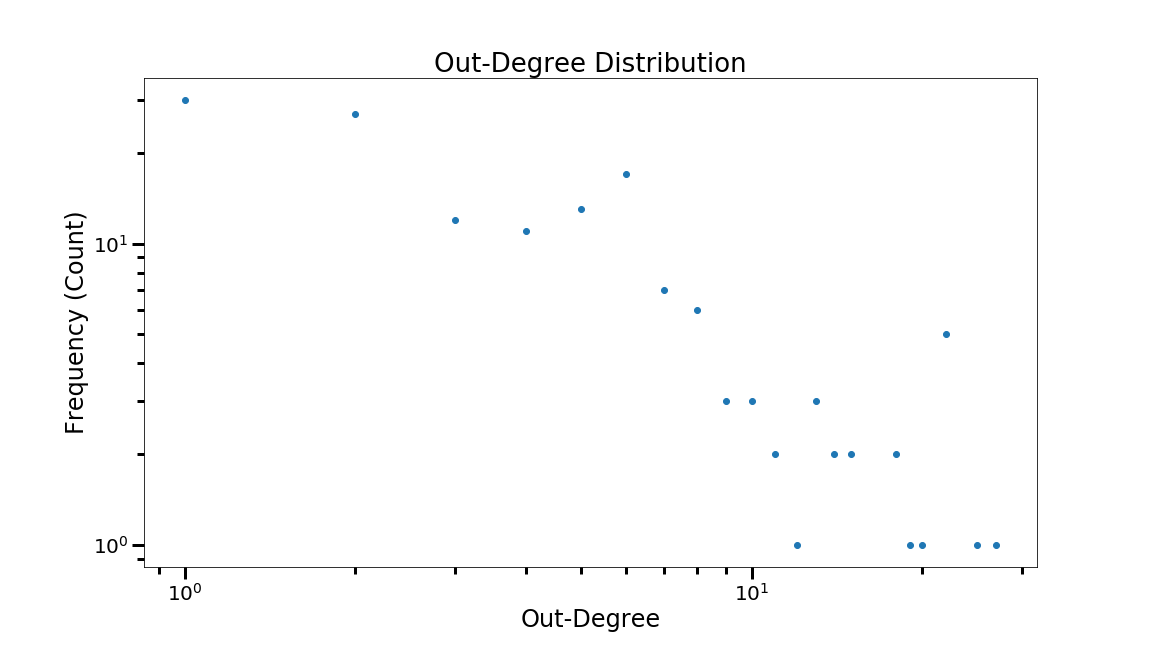 Out-Degree Distribution
Frequency (Count)
10¹
10⁰
10⁰ 10¹
Out-Degree